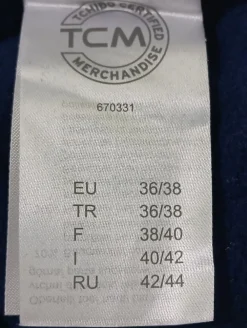 TCHIBO CERTIFIED
TCM
MERCHANDISE
670331
EU 36/38
TR 36/38
F 38/40
I 40/42
RU 42/44